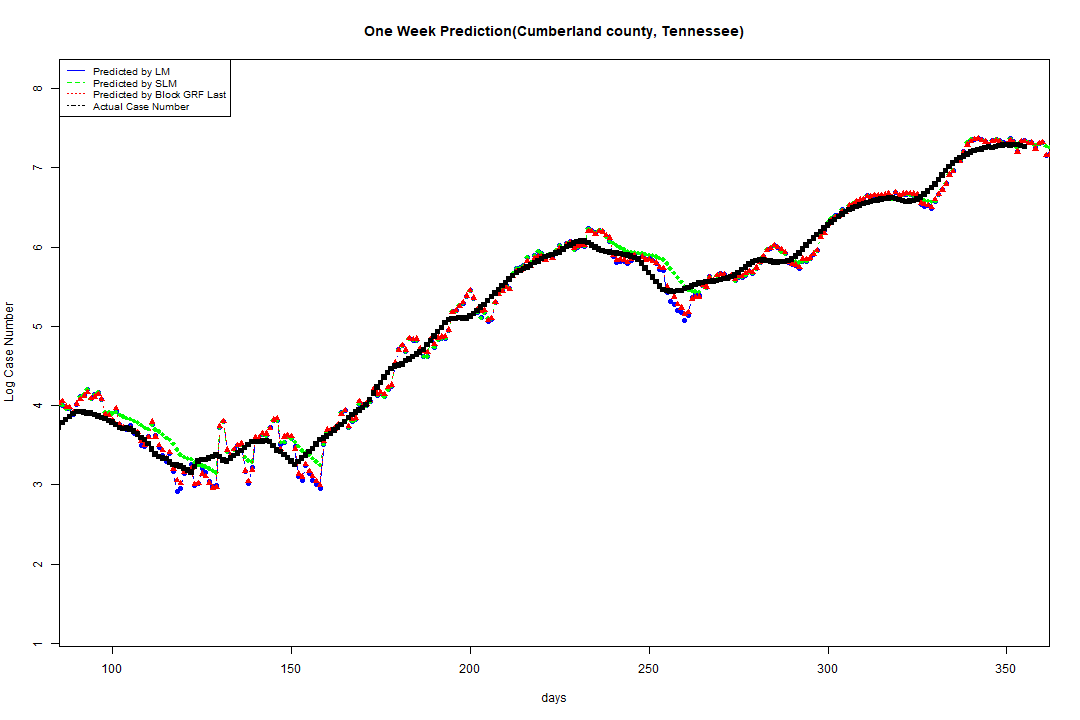 One Week Prediction(Cumberland county, Tennessee)
Predicted by LM
Predicted by SLM
Predicted by Block GRF Last
Actual Case Number
8
7
6
5
4
3
2
1
Log Case Number
100 150 200 250 300 350
days